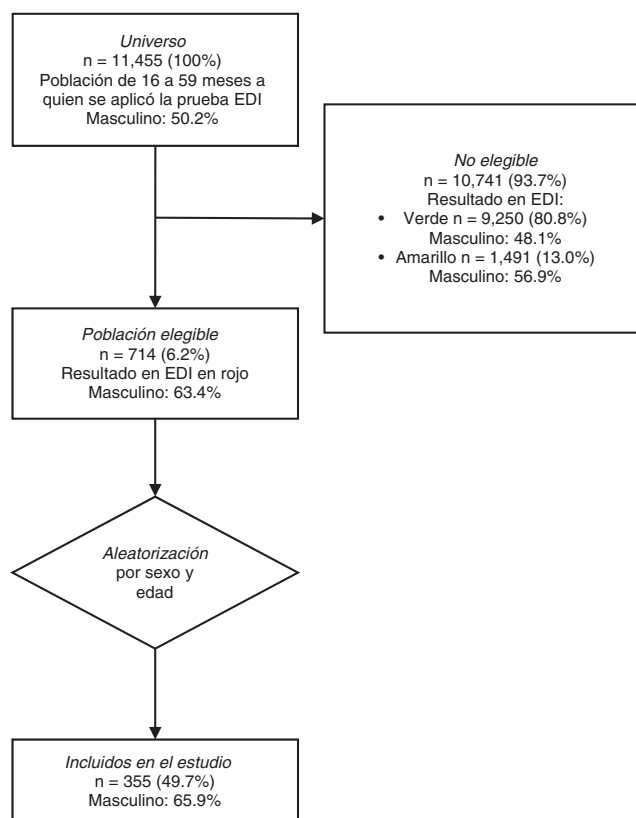 Universo
n = 11,455 (100%)
Población de 16 a 59 meses a
quien se aplicó la prueba EDI
Masculino: 50.2%
No elegible
n = 10,741 (93.7%)
Resultado en EDI:
• Verde n = 9,250 (80.8%)
Masculino: 48.1%
• Amarillo n = 1,491 (13.0%)
Masculino: 56.9%
Población elegible
n = 714 (6.2%)
Resultado en EDI en rojo
Masculino: 63.4%
Aleatorización
por sexo y
edad
Incluidos en el estudio
n = 355 (49.7%)
Masculino: 65.9%